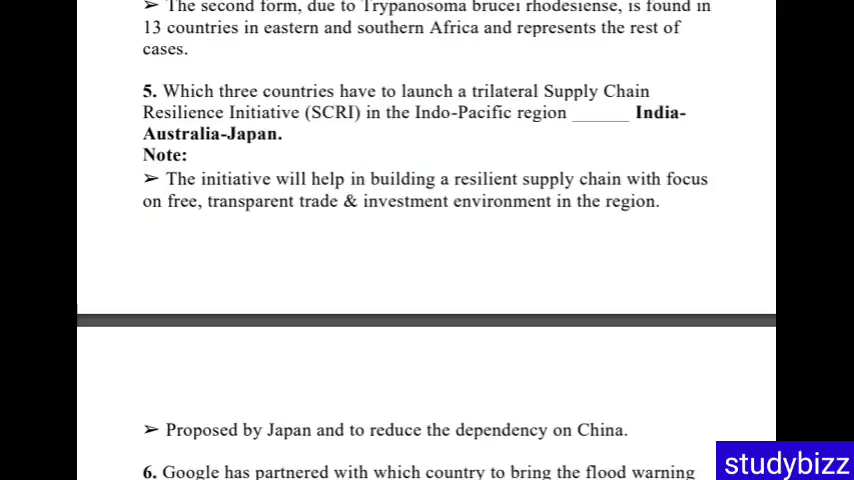 ➢ The second form, due to Trypanosoma brucei rhodesiense, is found in
13 countries in eastern and southern Africa and represents the rest of
cases.
5. Which three countries have to launch a trilateral Supply Chain
Resilience Initiative (SCRI) in the Indo-Pacific region ______ India-
Australia-Japan.
Note:
➢ The initiative will help in building a resilient supply chain with focus
on free, transparent trade & investment environment in the region.
➢ Proposed by Japan and to reduce the dependency on China.
6. Google has partnered with which country to bring the flood warning
studybizz